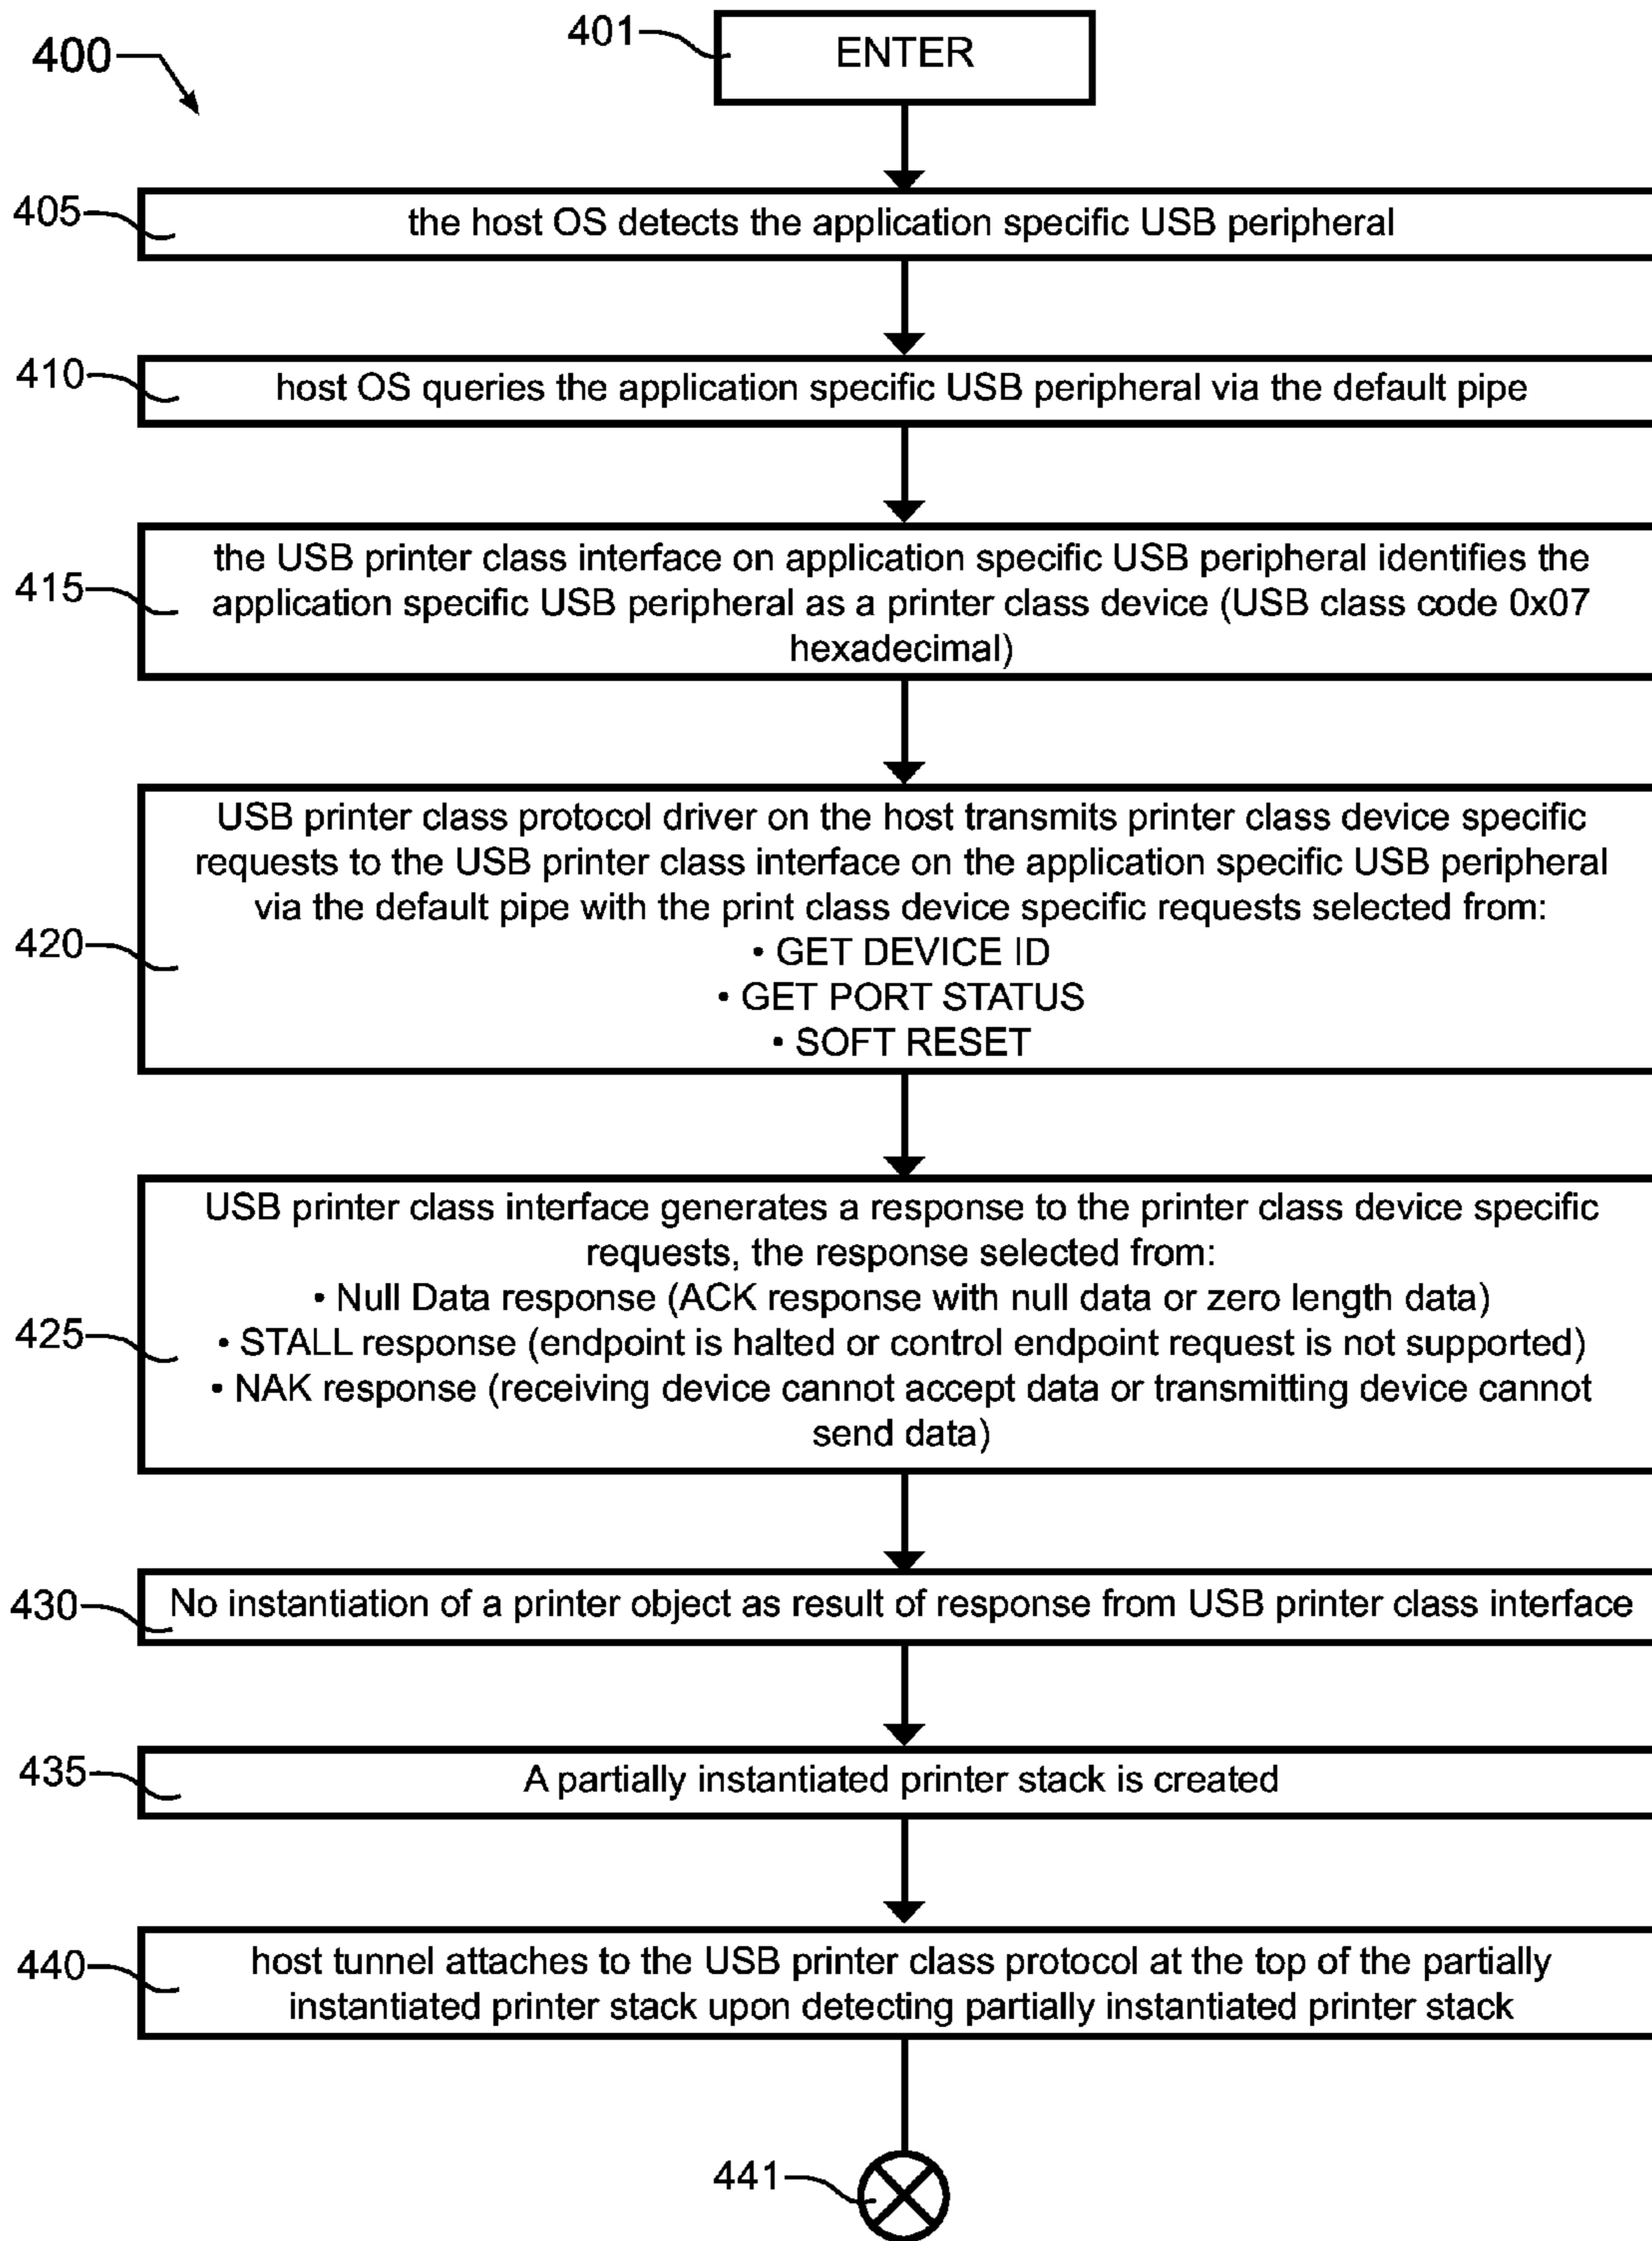 400
401
ENTER
405
the host OS detects the application specific USB peripheral
410
host OS queries the application specific USB peripheral via the default pipe
415
the USB printer class interface on application specific USB peripheral identifies the
application specific USB peripheral as a printer class device (USB class code 0x07
hexadecimal)
420
USB printer class protocol driver on the host transmits printer class device specific
requests to the USB printer class interface on the application specific USB peripheral
via the default pipe with the print class device specific requests selected from:
• GET DEVICE ID
• GET PORT STATUS
• SOFT RESET
425
USB printer class interface generates a response to the printer class device specific
requests, the response selected from:
• Null Data response (ACK response with null data or zero length data)
• STALL response (endpoint is halted or control endpoint request is not supported)
• NAK response (receiving device cannot accept data or transmitting device cannot
send data)
430
No instantiation of a printer object as result of response from USB printer class interface
435
A partially instantiated printer stack is created
440
host tunnel attaches to the USB printer class protocol at the top of the partially
instantiated printer stack upon detecting partially instantiated printer stack
441